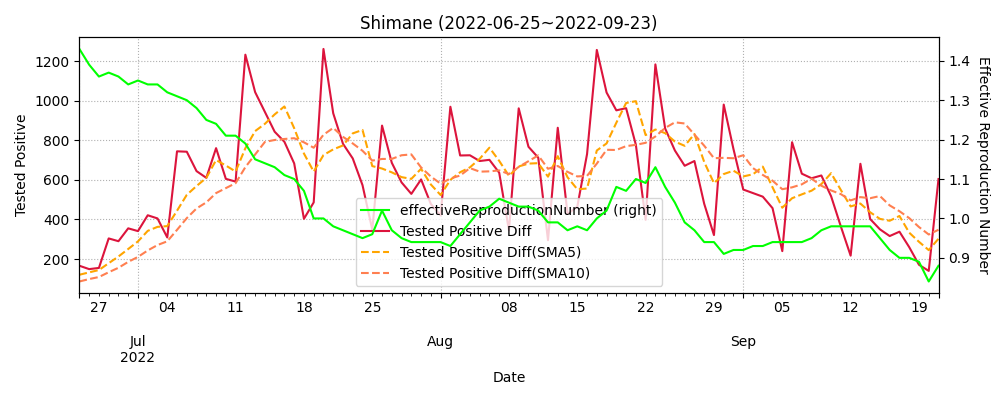 Shimane (2022-06-25~2022-09-23)
Tested Positive
1200
1000
800
600
400
200
1.4
1.3
1.2
1.1
1.0
0.9
Effective Reproduction Number
effectiveReproductionNumber (right)
Tested Positive Diff
Tested Positive Diff(SMA5)
Tested Positive Diff(SMA10)
27 04 11 18 25 08 15 22 29 05 12 19
Jul Aug Sep
2022
Date